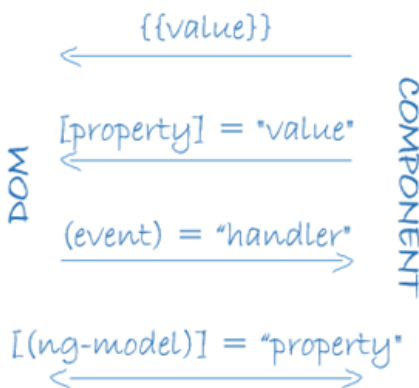 {{value}}
[property] = "value"
DOM
COMPONENT
(event) = "handler"
[(ng-model)] = "property"